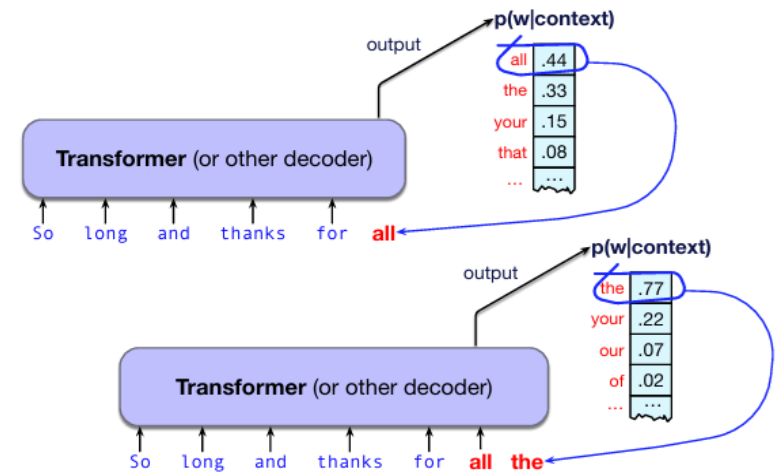 p(w|context)
output
all .44
the .33
your .15
that .08
... ...
Transformer (or other decoder)
So long and thanks for all
p(w|context)
output
the .77
your .22
our .07
of .02
... ...
Transformer (or other decoder)
So long and thanks for all the